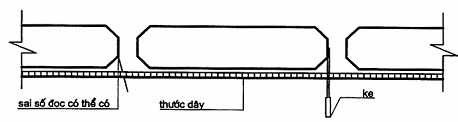 sai số đọc có thể có
thước dây
ke